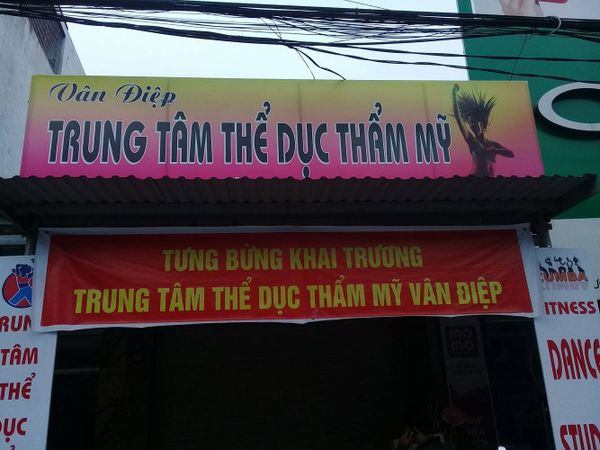 Vân Điệp
TRUNG TÂM THỂ DỤC THẨM MỸ
TƯNG BỪNG KHAI TRƯƠNG
TRUNG TÂM THỂ DỤC THẨM MỸ VÂN ĐIỆP
TÂM
THỂ
DỤC
ZUMBA
FITNESS
DANCE